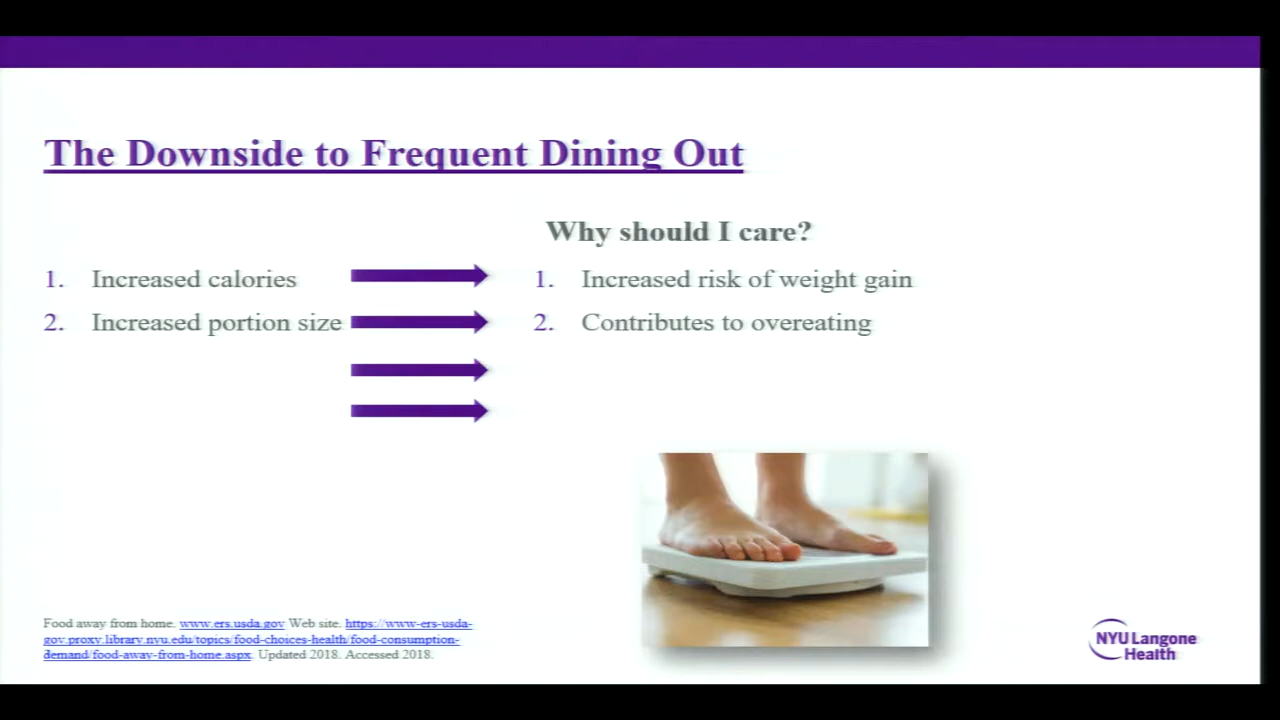 The Downside to Frequent Dining Out
Why should I care?
1. Increased calories
1. Increased risk of weight gain
2. Increased portion size
2. Contributes to overeating
Food away from home. www.ers.usda.gov Web site. https://www-ers-usda-
gov.proxy.library.nyu.edu/topics/food-choices-health/food-consumption-
demand/food-away-from-home.aspx. Updated 2018. Accessed 2018.
NYU Langone
Health